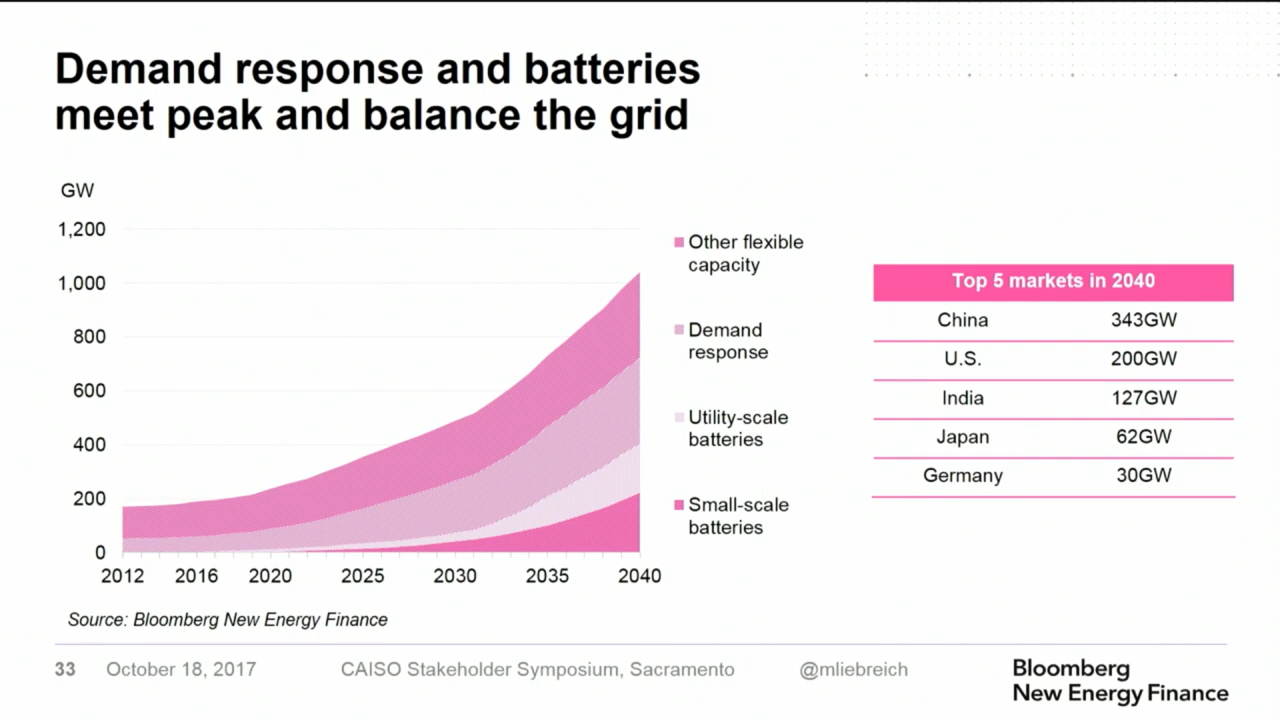 Demand response and batteries
meet peak and balance the grid
GW
1,200
1,000
800
600
400
200
0
2012 2016 2020 2025 2030 2035 2040
Other flexible
capacity
Demand
response
Utility-scale
batteries
Small-scale
batteries
Top 5 markets in 2040
China 343GW
U.S. 200GW
India 127GW
Japan 62GW
Germany 30GW
Source: Bloomberg New Energy Finance
33 October 18, 2017 CAISO Stakeholder Symposium, Sacramento @mliebreich
Bloomberg
New Energy Finance